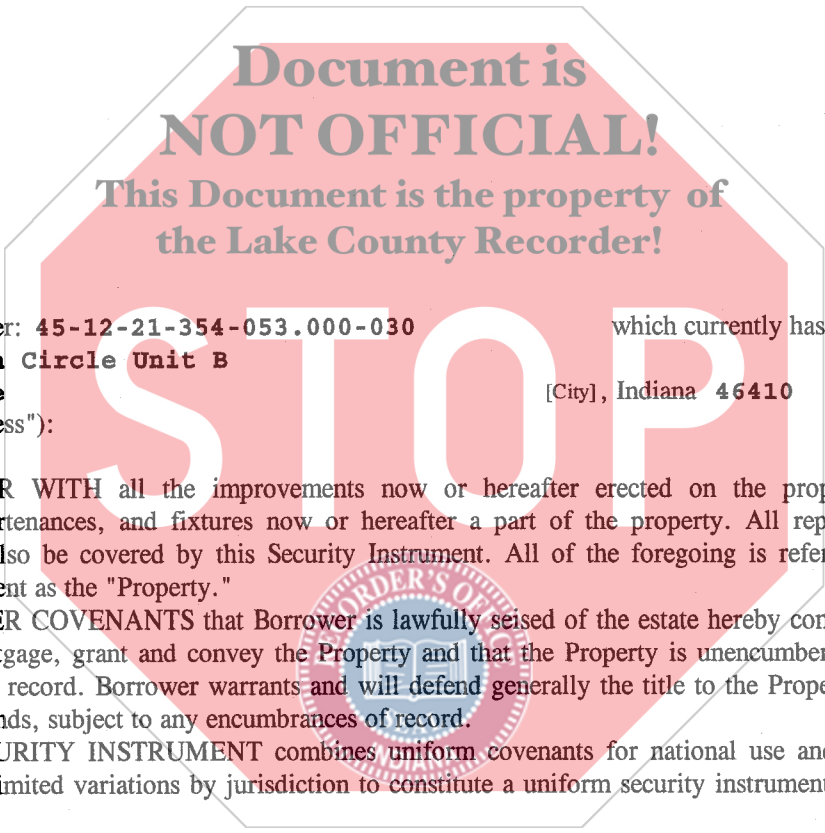 Document is
NOT OFFICIAL!
This Document is the property of
the Lake County Recorder!
STOP
er: 45-12-21-354-053.000-030 which currently has
Circle Unit B
e [City], Indiana 46410
ess"):
R WITH all the improvements now or hereafter erected on the prop
rtenances, and fixtures now or hereafter a part of the property. All rep
lso be covered by this Security Instrument. All of the foregoing is refer
ent as the "Property."
ER COVENANTS that Borrower is lawfully seised of the estate hereby con
tgage, grant and convey the Property and that the Property is unencumber
record. Borrower warrants and will defend generally the title to the Prope
nds, subject to any encumbrances of record.
URITY INSTRUMENT combines uniform covenants for national use and
imited variations by jurisdiction to constitute a uniform security instrument
RECORDER'S OFFICE